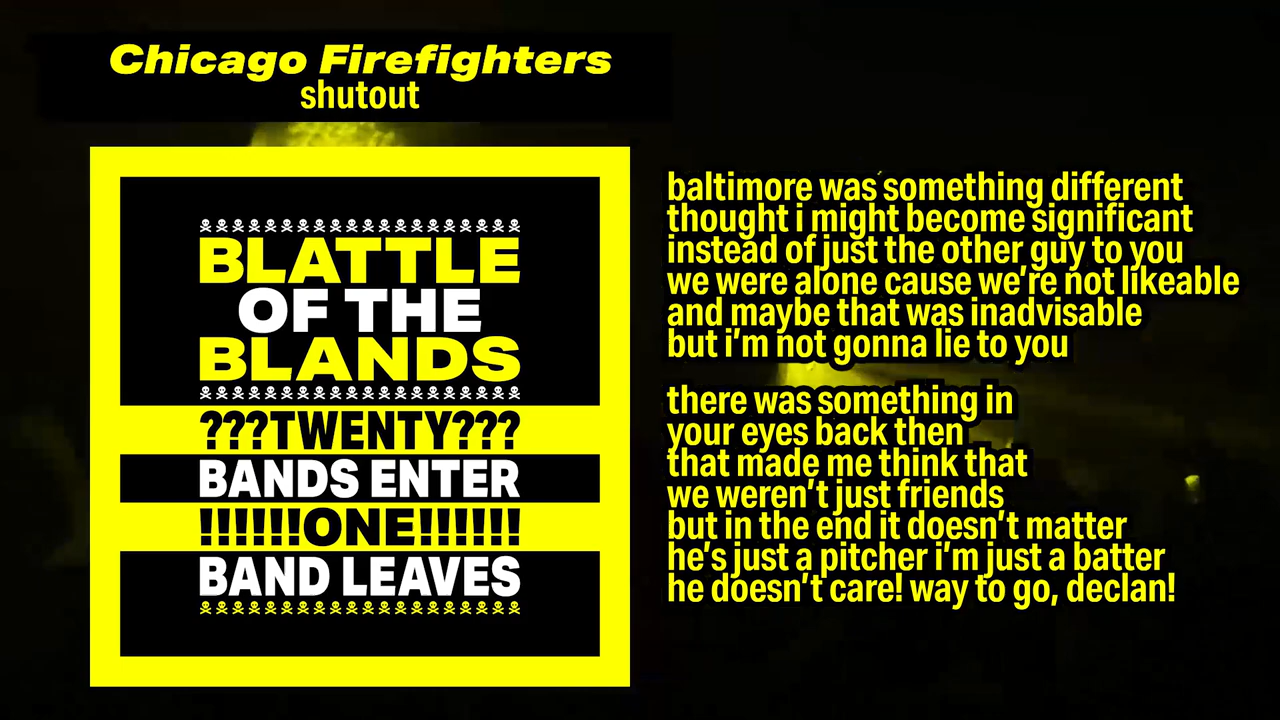 Chicago Firefighters
shutout
BLATTLE
OF THE
BLANDS
???TWENTY???
BANDS ENTER
!!!!!!ONE!!!!!!
BAND LEAVES
baltimore was something different
thought i might become significant
instead of just the other guy to you
we were alone cause we're not likeable
and maybe that was inadvisable
but i'm not gonna lie to you
there was something in
your eyes back then
that made me think that
we weren't just friends
but in the end it doesn't matter
he's just a pitcher i'm just a batter
he doesn't care! way to go, declan!